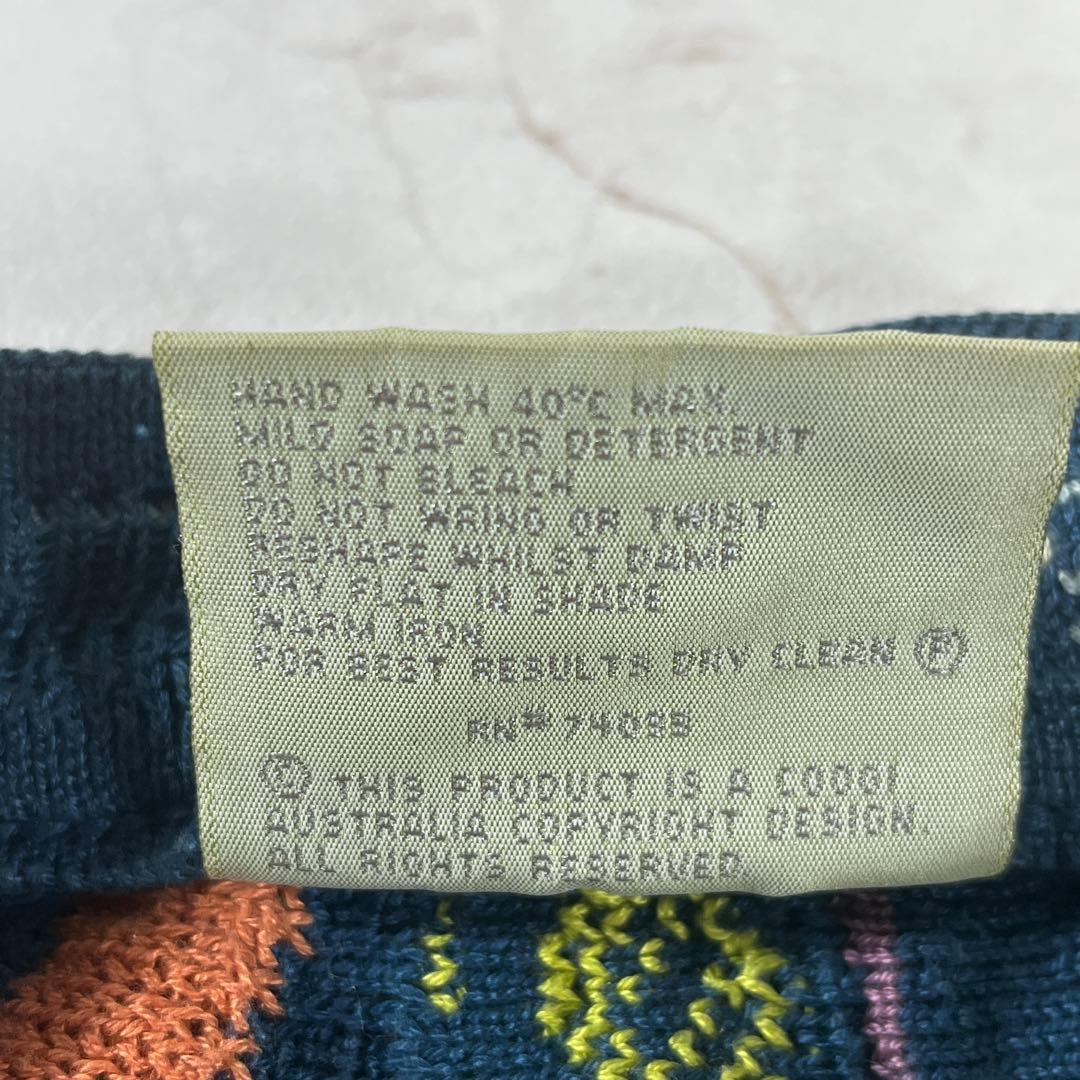 HAND WASH 40°C MAX.
MILD SOAP OR DETERGENT
DO NOT BLEACH
DO NOT WRING OR TWIST
RESHAPE WHILST DAMP
DRY FLAT IN SHADE
WARM IRON
FOR BEST RESULTS DRY CLEAN Ⓟ
RN#
© THIS PRODUCT IS A COOGI
AUSTRALIA COPYRIGHT DESIGN.
ALL RIGHTS RESERVED.